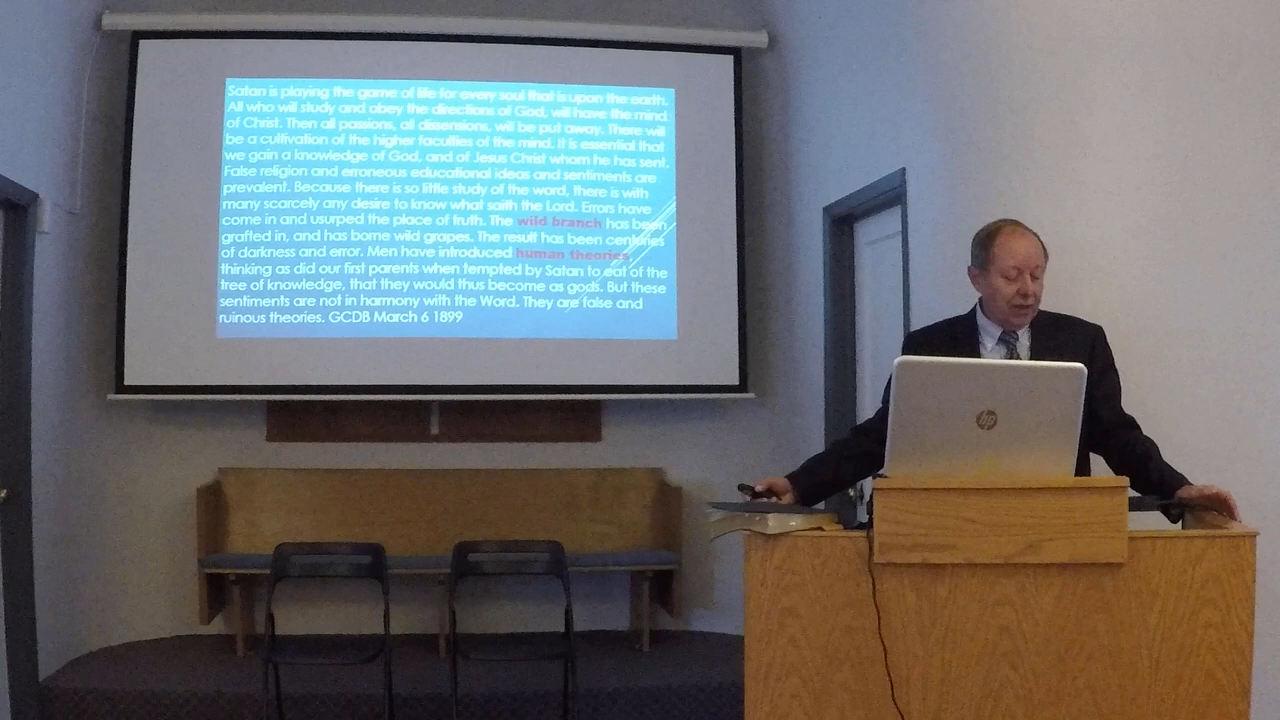 Satan is playing the game of life for every soul that is upon the earth.
All who will study and obey the directions of God, will have the mind
of Christ. Then all passions, all dissensions, will be put away. There will
be a cultivation of the higher faculties of the mind. It is essential that
we gain a knowledge of God, and of Jesus Christ whom he has sent.
False religion and erroneous educational ideas and sentiments are
prevalent. Because there is so little study of the word, there is with
many scarcely any desire to know what saith the Lord. Errors have
come in and usurped the place of truth. The wild branch has been
grafted in, and has borne wild grapes. The result has been centuries
of darkness and error. Men have introduced human theories,
thinking as did our first parents when tempted by Satan to eat of the
tree of knowledge, that they would thus become as gods. But these
sentiments are not in harmony with the Word. They are false and
ruinous theories. GCDB March 6 1899
hp